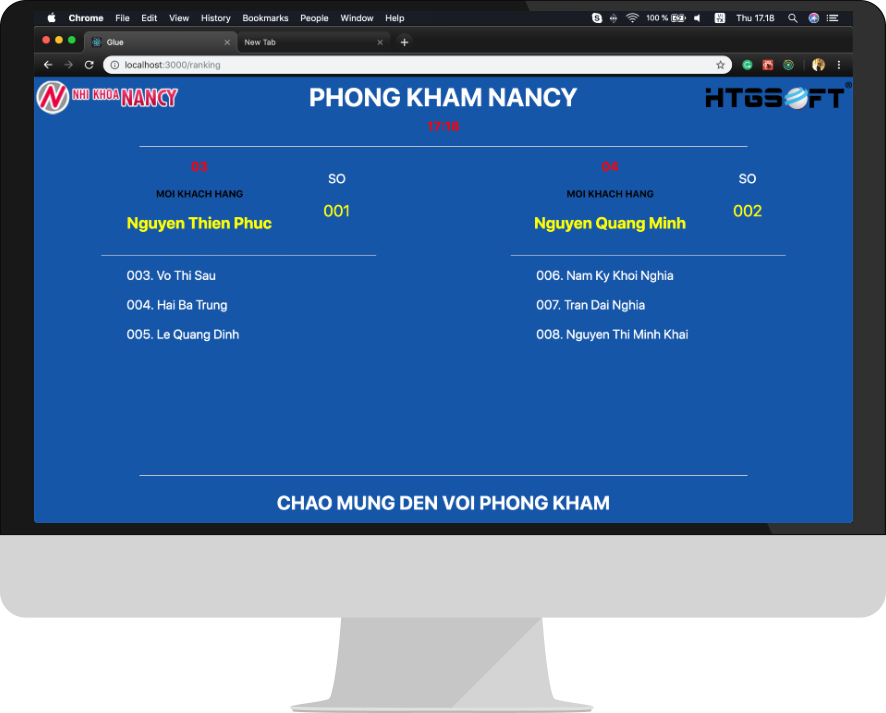 Chrome File Edit View History Bookmarks People Window Help 100 % Thu 17.18
Glue New Tab
localhost:3000/ranking
NHI KHOA NANCY
PHONG KHAM NANCY
HTGSOFT®
17:18
03
MOI KHACH HANG
Nguyen Thien Phuc
SO
001
003. Vo Thi Sau
004. Hai Ba Trung
005. Le Quang Dinh
04
MOI KHACH HANG
Nguyen Quang Minh
SO
002
006. Nam Ky Khoi Nghia
007. Tran Dai Nghia
008. Nguyen Thi Minh Khai
CHAO MUNG DEN VOI PHONG KHAM